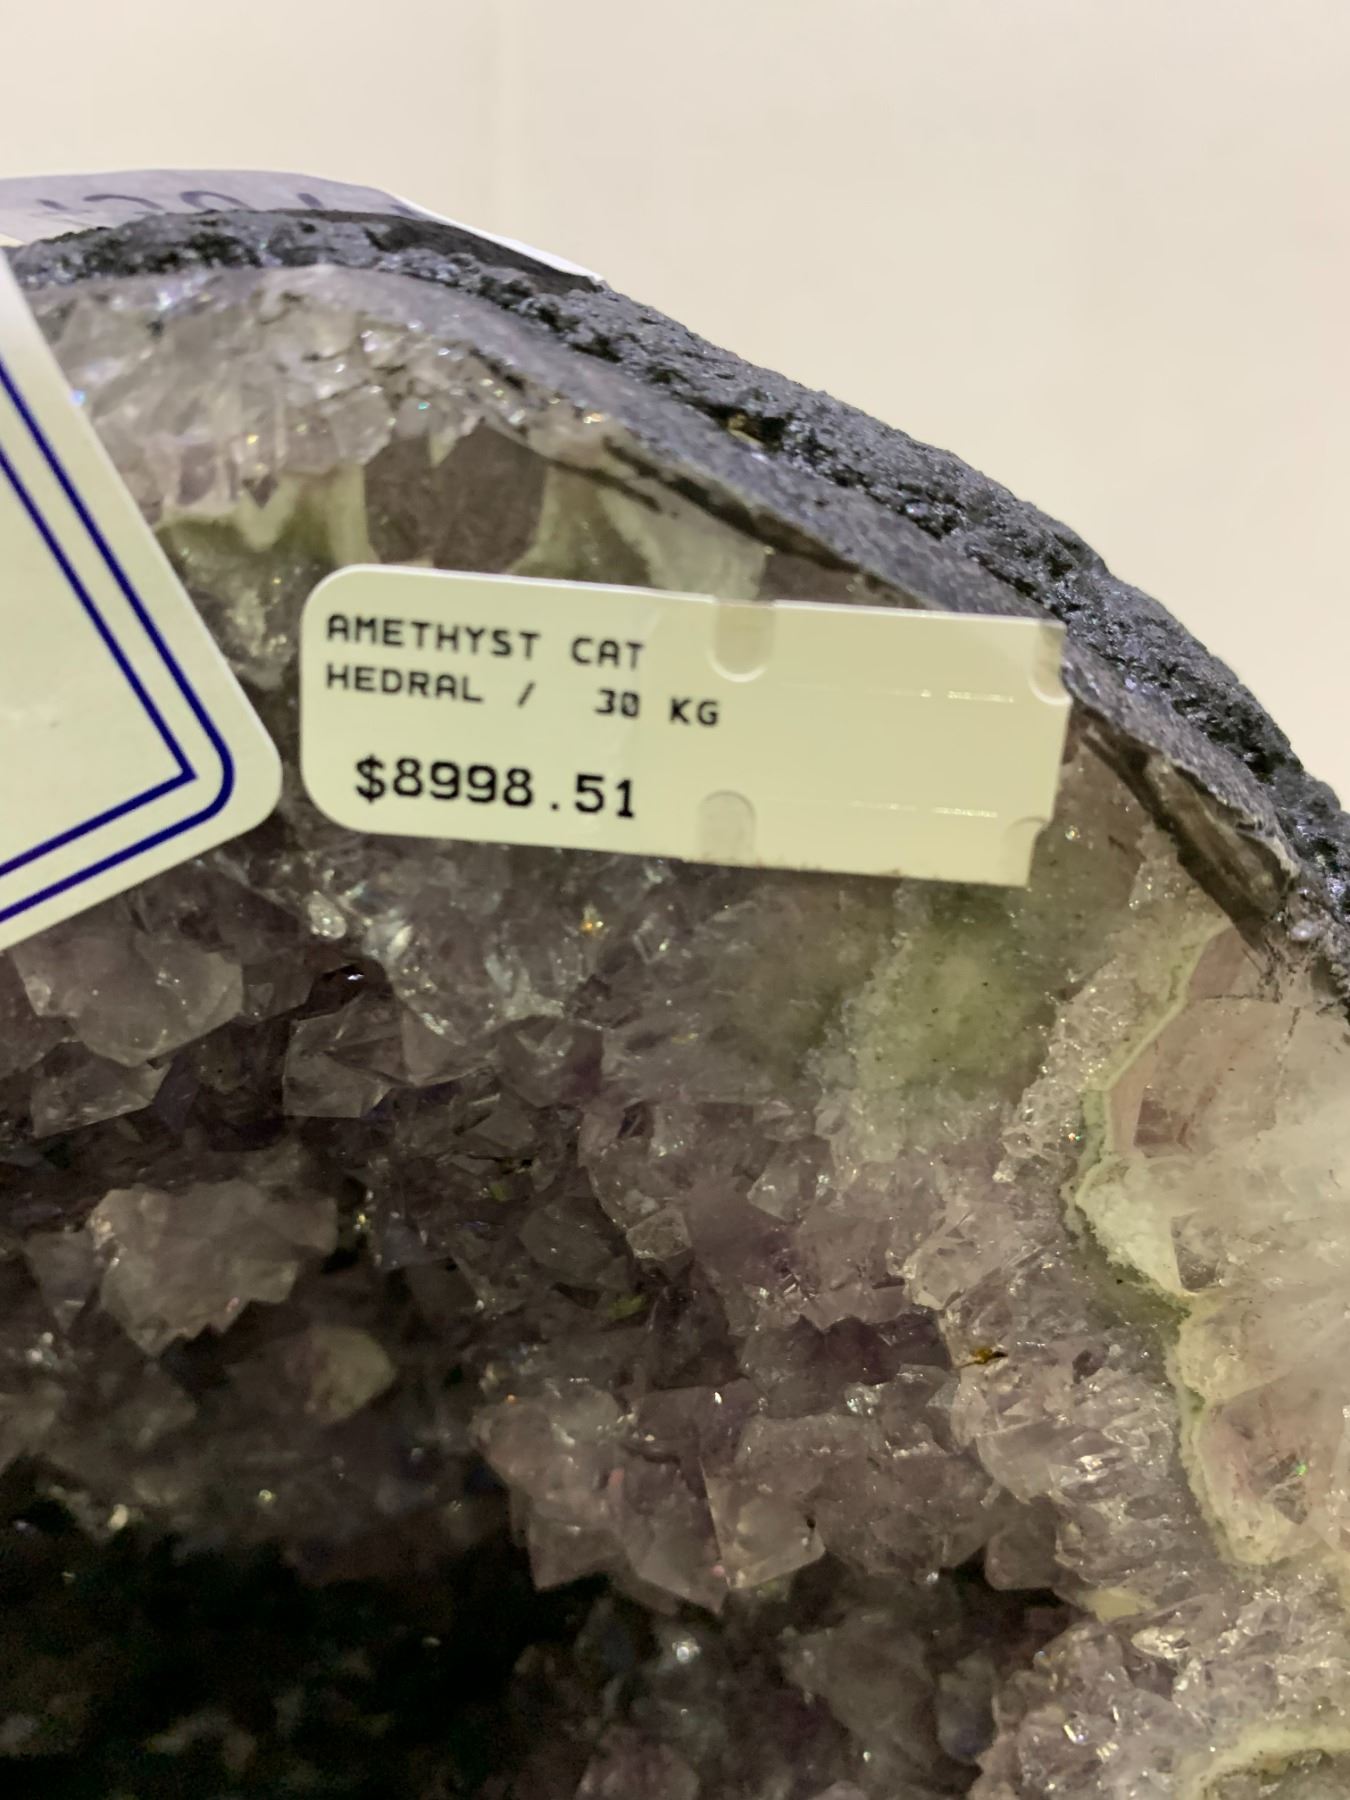 AMETHYST CAT
HEDRAL / 30 KG
$8998.51